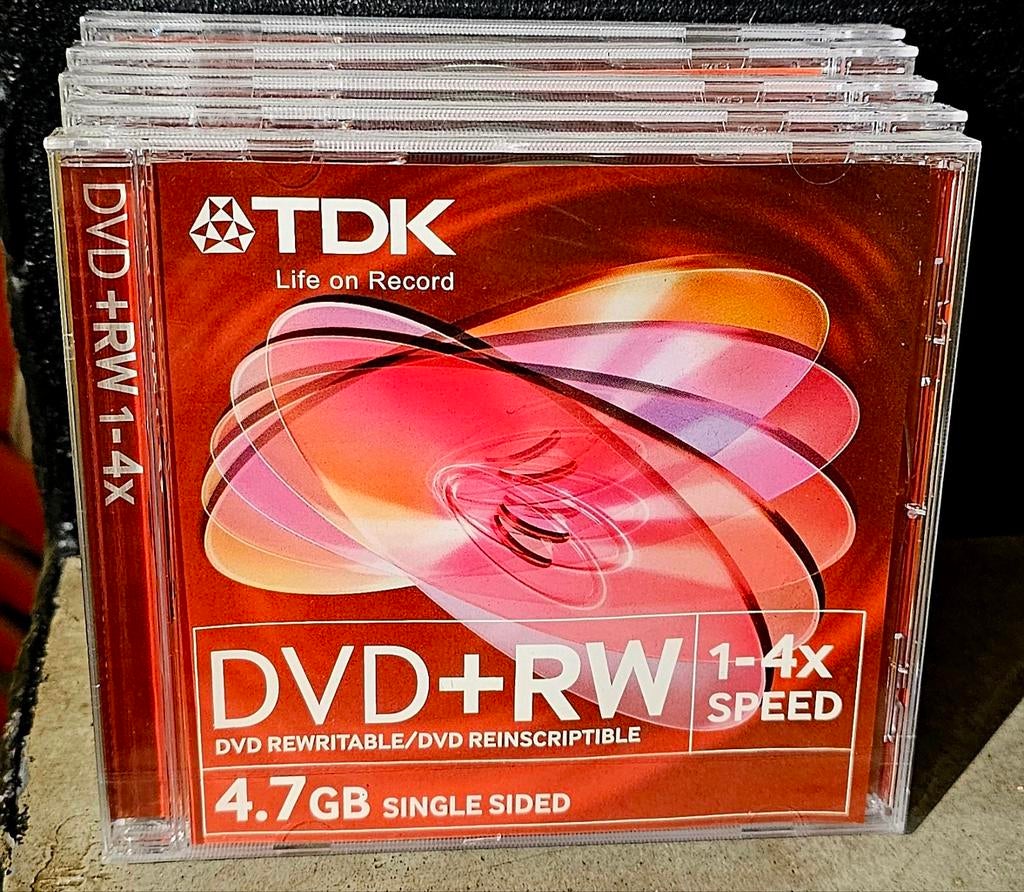 DVD+RW 1-4x
TDK
Life on Record
DVD+RW
1-4x
SPEED
DVD REWRITABLE/DVD REINSCRIPTIBLE
4.7GB SINGLE SIDED